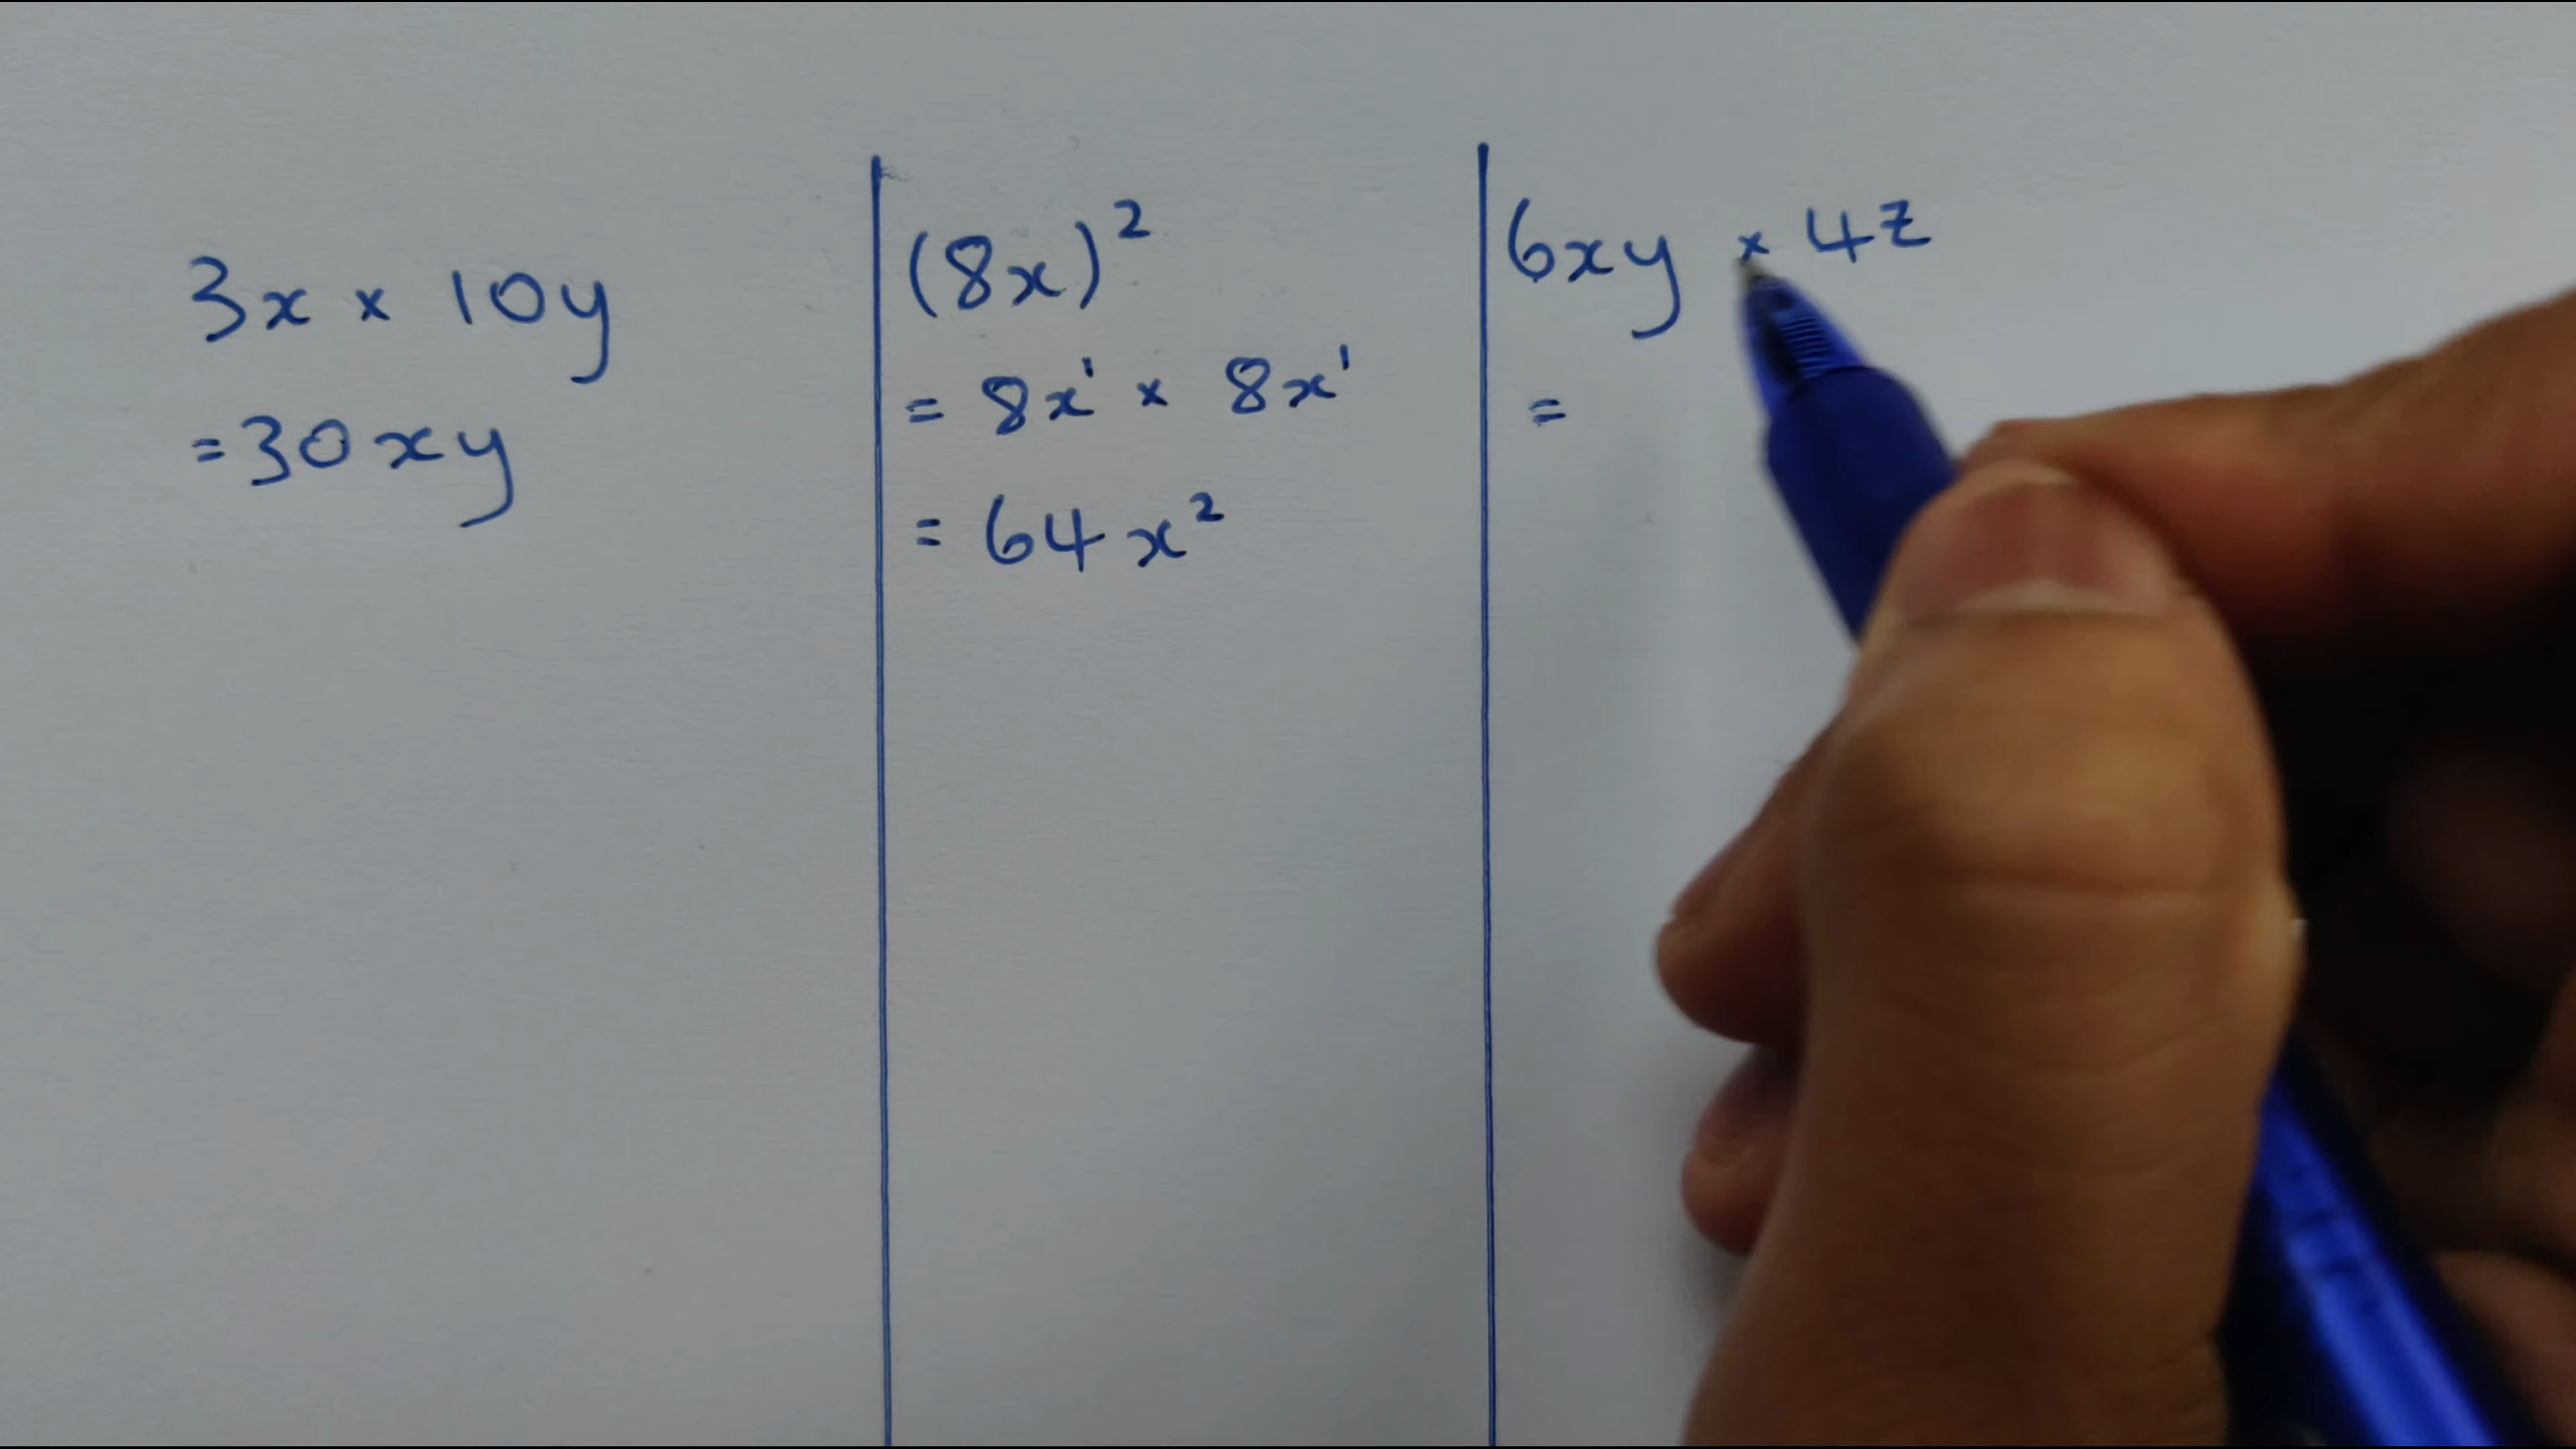 3x × 10y
=30xy
(8x)²
= 8x¹ × 8x¹
= 64x²
6xy × 4z
=